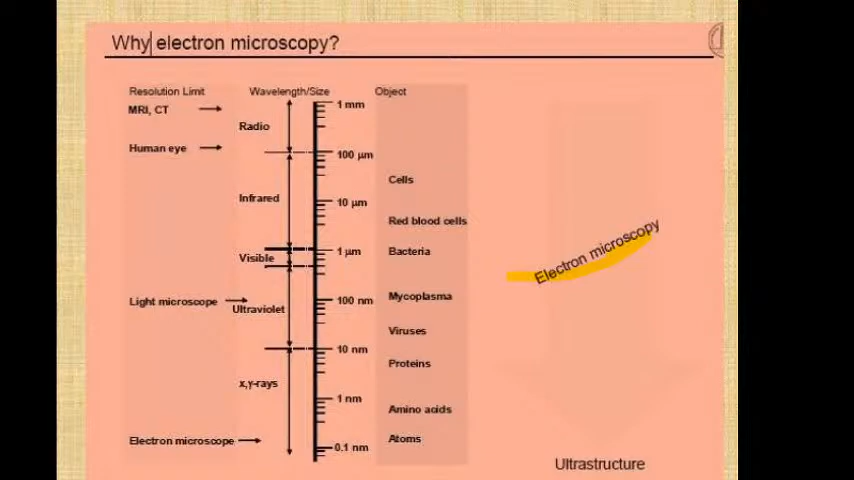 Why electron microscopy?
Resolution Limit Wavelength/Size Object
MRI, CT 1 mm
Radio
Human eye 100 µm
Cells
Infrared 10 µm
Red blood cells
Visible 1 µm Bacteria
Light microscope Ultraviolet 100 nm Mycoplasma
Viruses
10 nm
Proteins
x,γ-rays 1 nm
Amino acids
Electron microscope 0.1 nm Atoms
Electron microscopy
Ultrastructure